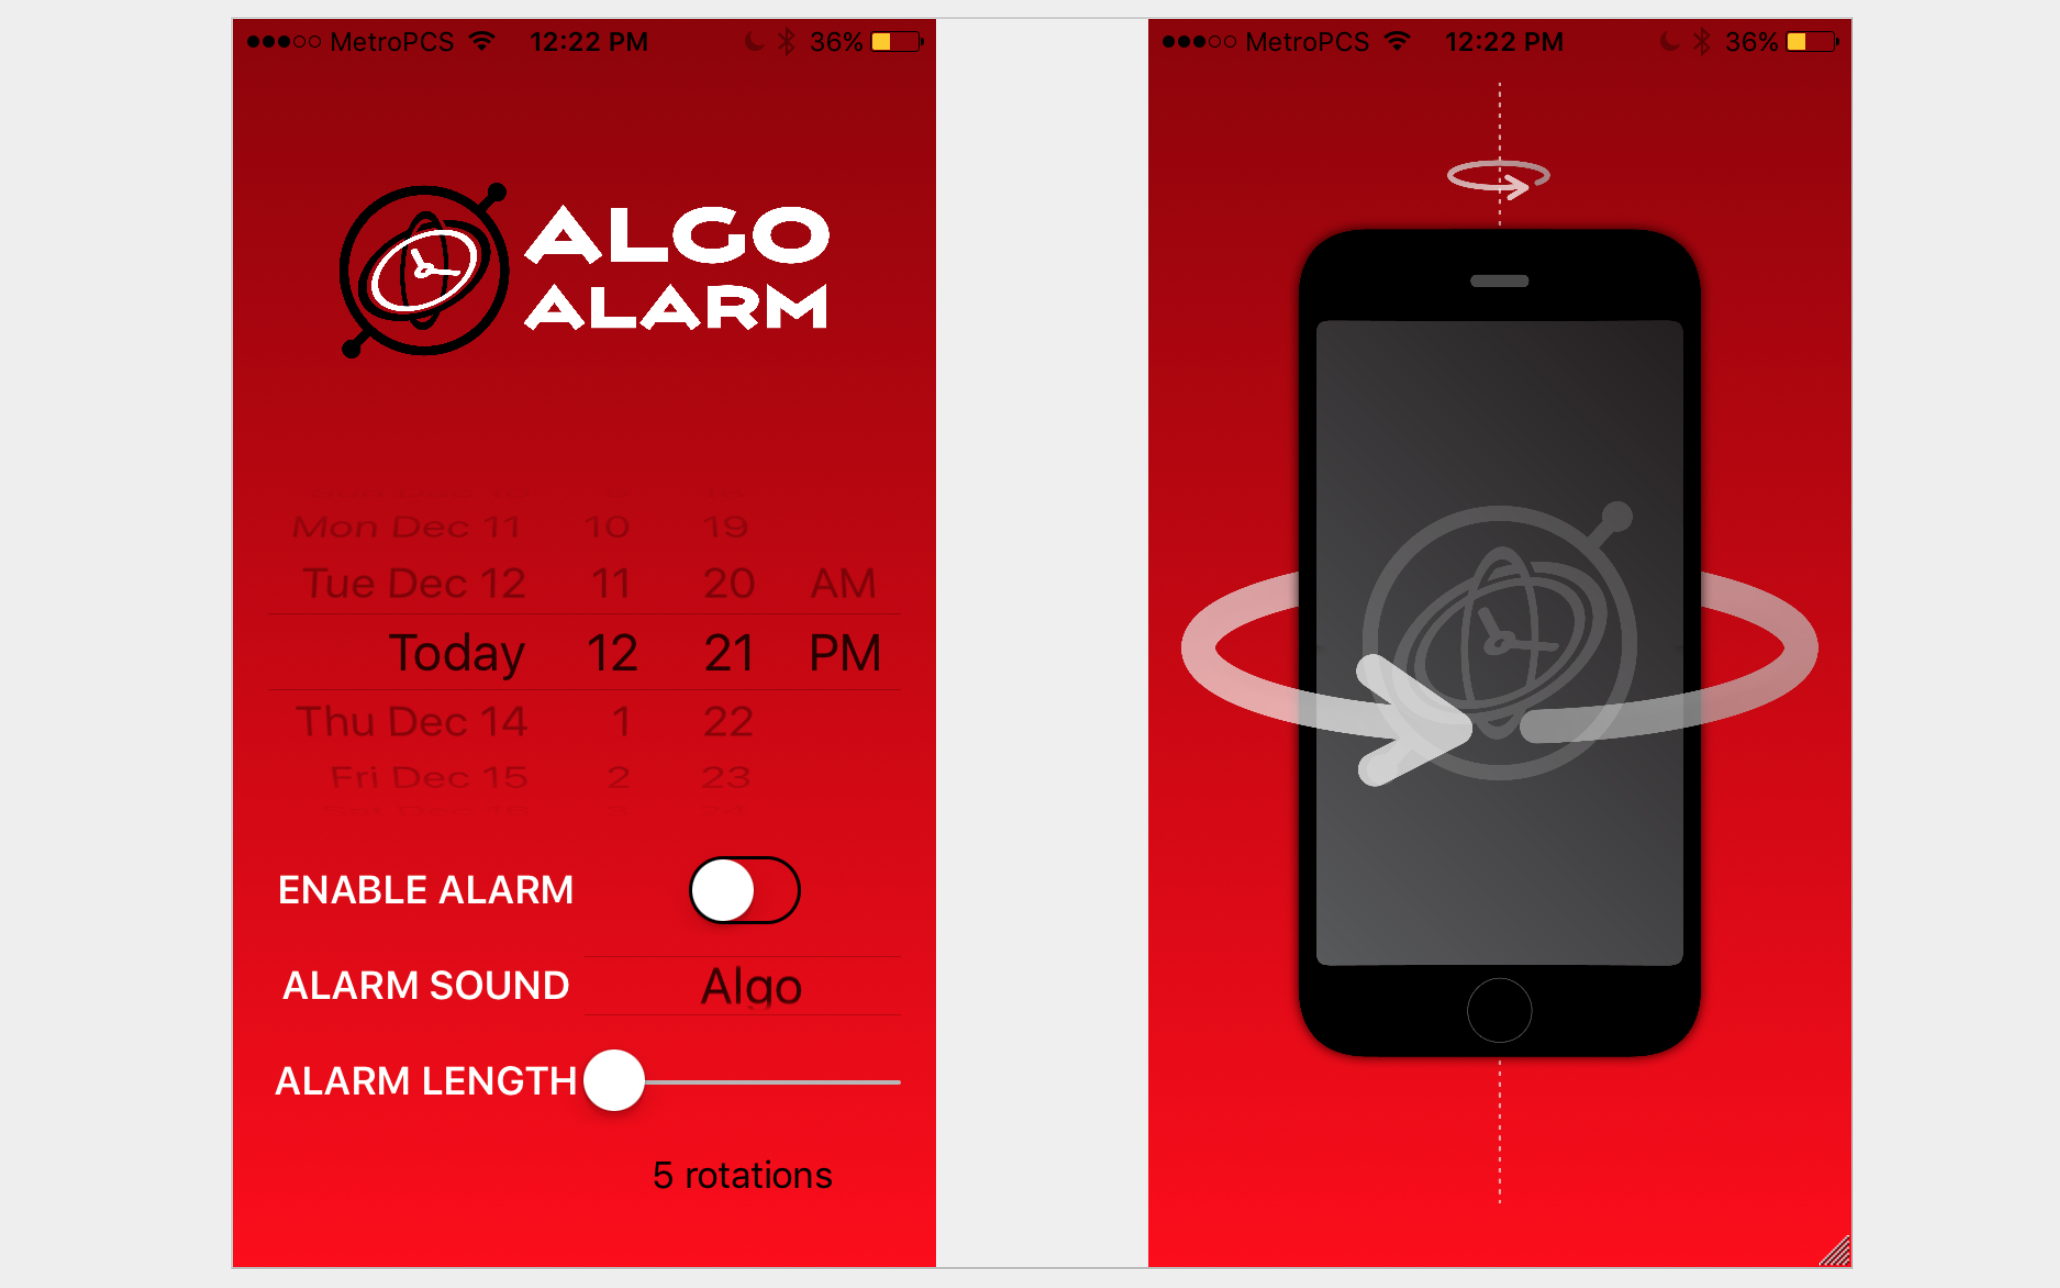 MetroPCS 12:22 PM 36%
ALGO
ALARM
Mon Dec 11 10 19
Tue Dec 12 11 20 AM
Today 12 21 PM
Thu Dec 14 1 22
Fri Dec 15 2 23
ENABLE ALARM
ALARM SOUND Algo
ALARM LENGTH
5 rotations
MetroPCS 12:22 PM 36%